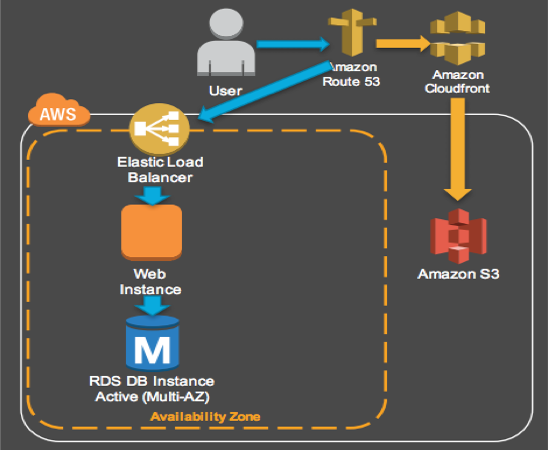 User
Amazon
Route 53
Amazon
Cloudfront
AWS
Elastic Load
Balancer
Web
Instance
Amazon S3
M
RDS DB Instance
Active (Multi-AZ)
Availability Zone